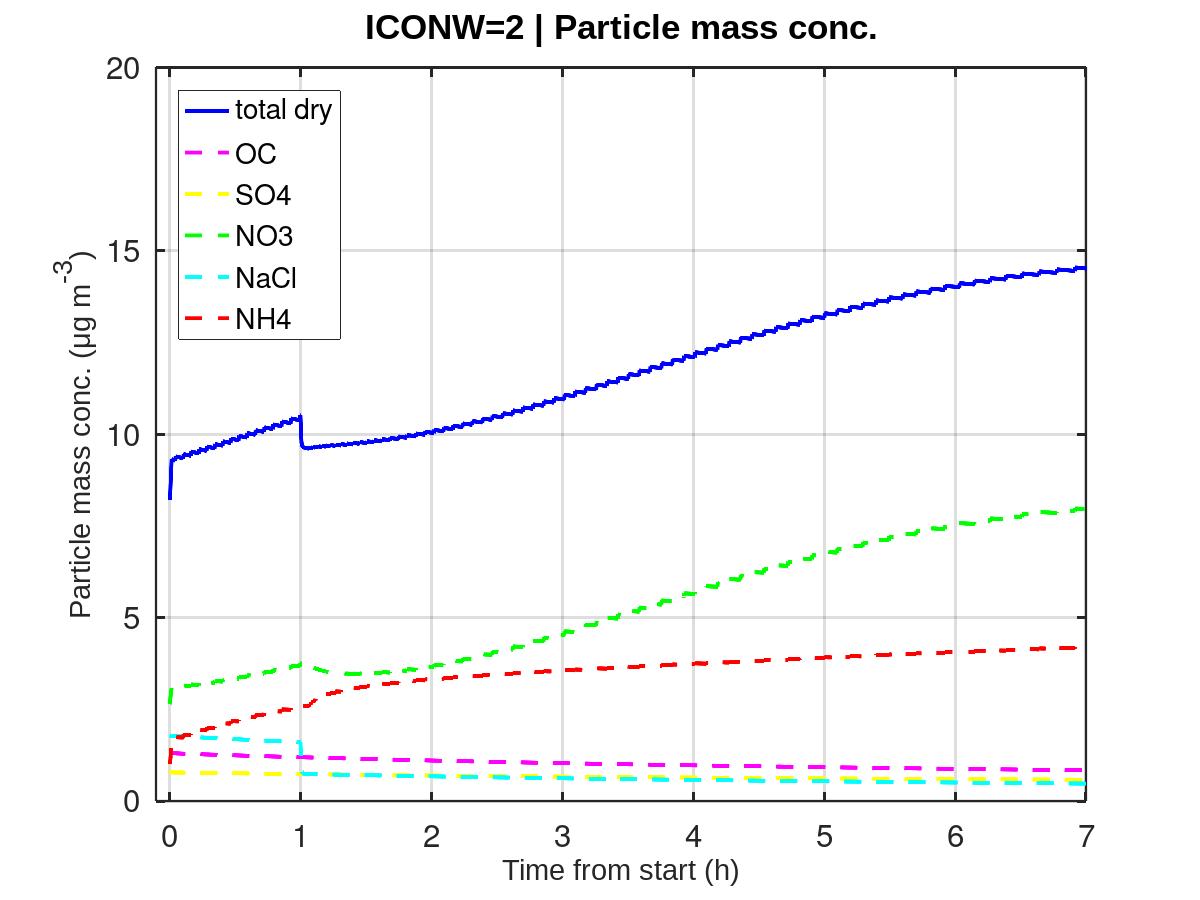 ICONW=2 | Particle mass conc.
20
15
10
5
0
Particle mass conc. (μg m-3)
total dry
OC
SO4
NO3
NaCl
NH4
0 1 2 3 4 5 6 7
Time from start (h)